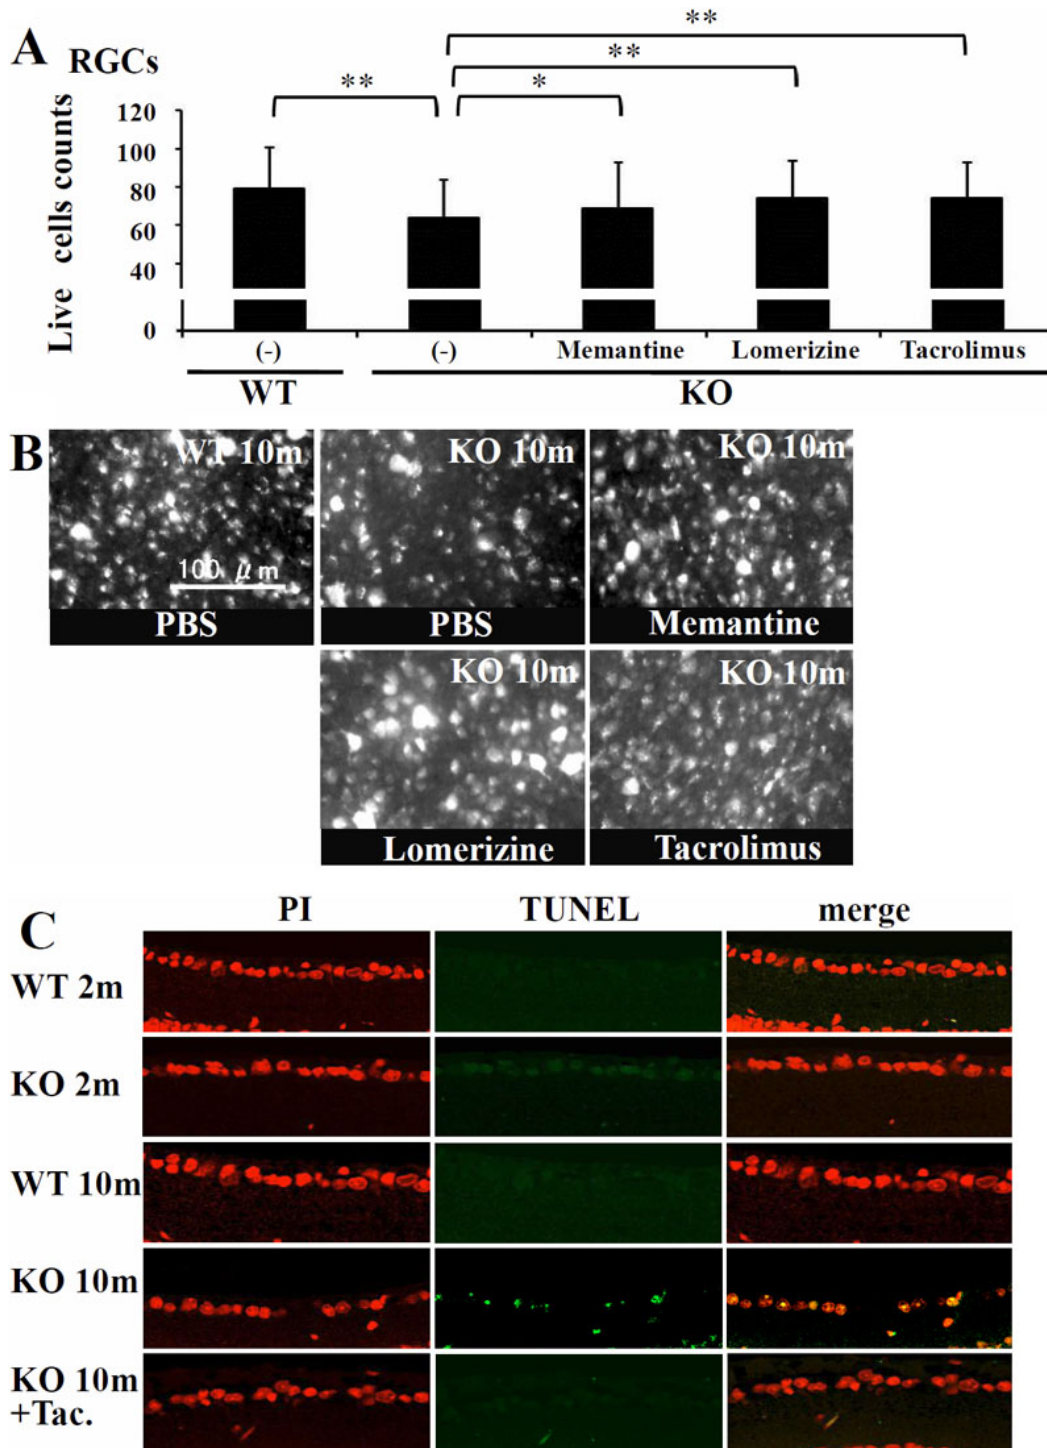 A
RGCs
** ** * **
Live cells counts
120
100
80
60
40
0
(-) (-) Memantine Lomerizine Tacrolimus
WT KO
B
WT 10m KO 10m KO 10m
100 μm
PBS PBS Memantine
KO 10m KO 10m
Lomerizine Tacrolimus
C
PI TUNEL merge
WT 2m
KO 2m
WT 10m
KO 10m
KO 10m
+Tac.